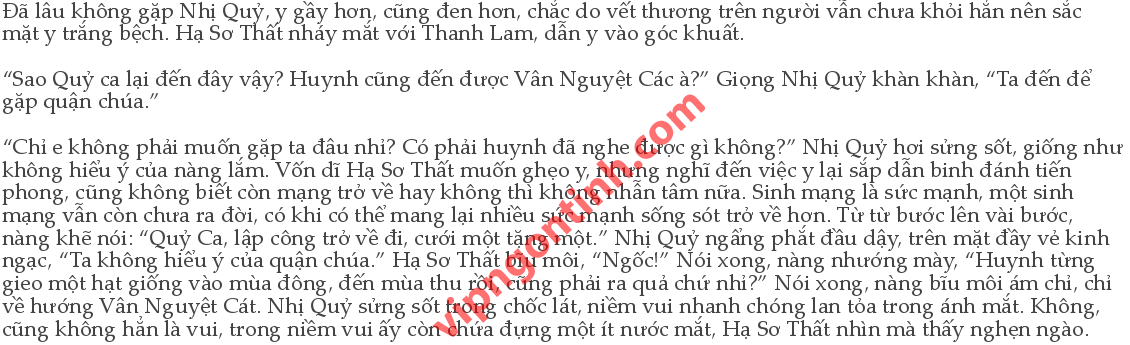 Đã lâu không gặp Nhị Quỷ, y gầy hơn, cũng đen hơn, chắc do vết thương trên người vẫn chưa khỏi hẳn nên sắc
mặt y trắng bệch. Hạ Sơ Thất nháy mắt với Thanh Lam, dẫn y vào góc khuất.
“Sao Quỷ ca lại đến đây vậy? Huynh cũng đến được Vân Nguyệt Các à?” Giọng Nhị Quỷ khàn khàn, “Ta đến để
gặp quận chúa.”
“Chỉ e không phải muốn gặp ta đâu nhỉ? Có phải huynh đã nghe được gì không?” Nhị Quỷ hơi sửng sốt, giống như
không hiểu ý của nàng lắm. Vốn dĩ Hạ Sơ Thất muốn ghẹo y, nhưng nghĩ đến việc y lại sắp dẫn binh đánh tiến
phong, cũng không biết còn mạng trở về hay không thì không nhẫn tâm nữa. Sinh mạng là sức mạnh, một sinh
mạng vẫn còn chưa ra đời, có khi có thể mang lại nhiều sức mạnh sống sót trở về hơn. Từ từ bước lên vài bước,
nàng khẽ nói: “Quỷ Ca, lập công trở về đi, cưới một tặng một.” Nhị Quỷ ngẩng phắt đầu dậy, trên mặt đầy vẻ kinh
ngạc, “Ta không hiểu ý của quận chúa.” Hạ Sơ Thất bĩu môi, “Ngốc!” Nói xong, nàng nhướng mày, “Huynh từng
gieo một hạt giống vào mùa đông, đến mùa thu rồi, cũng phải ra quả chứ nhỉ?” Nói xong, nàng bĩu môi ám chỉ, chỉ
về hướng Vân Nguyệt Cát. Nhị Quỷ sửng sốt trong chốc lát, niềm vui nhanh chóng lan tỏa trong ánh mắt. Không,
cũng không hẳn là vui, trong niềm vui ấy còn chứa đựng một ít nước mắt, Hạ Sơ Thất nhìn mà thấy nghẹn ngào.
vipngontinh.com